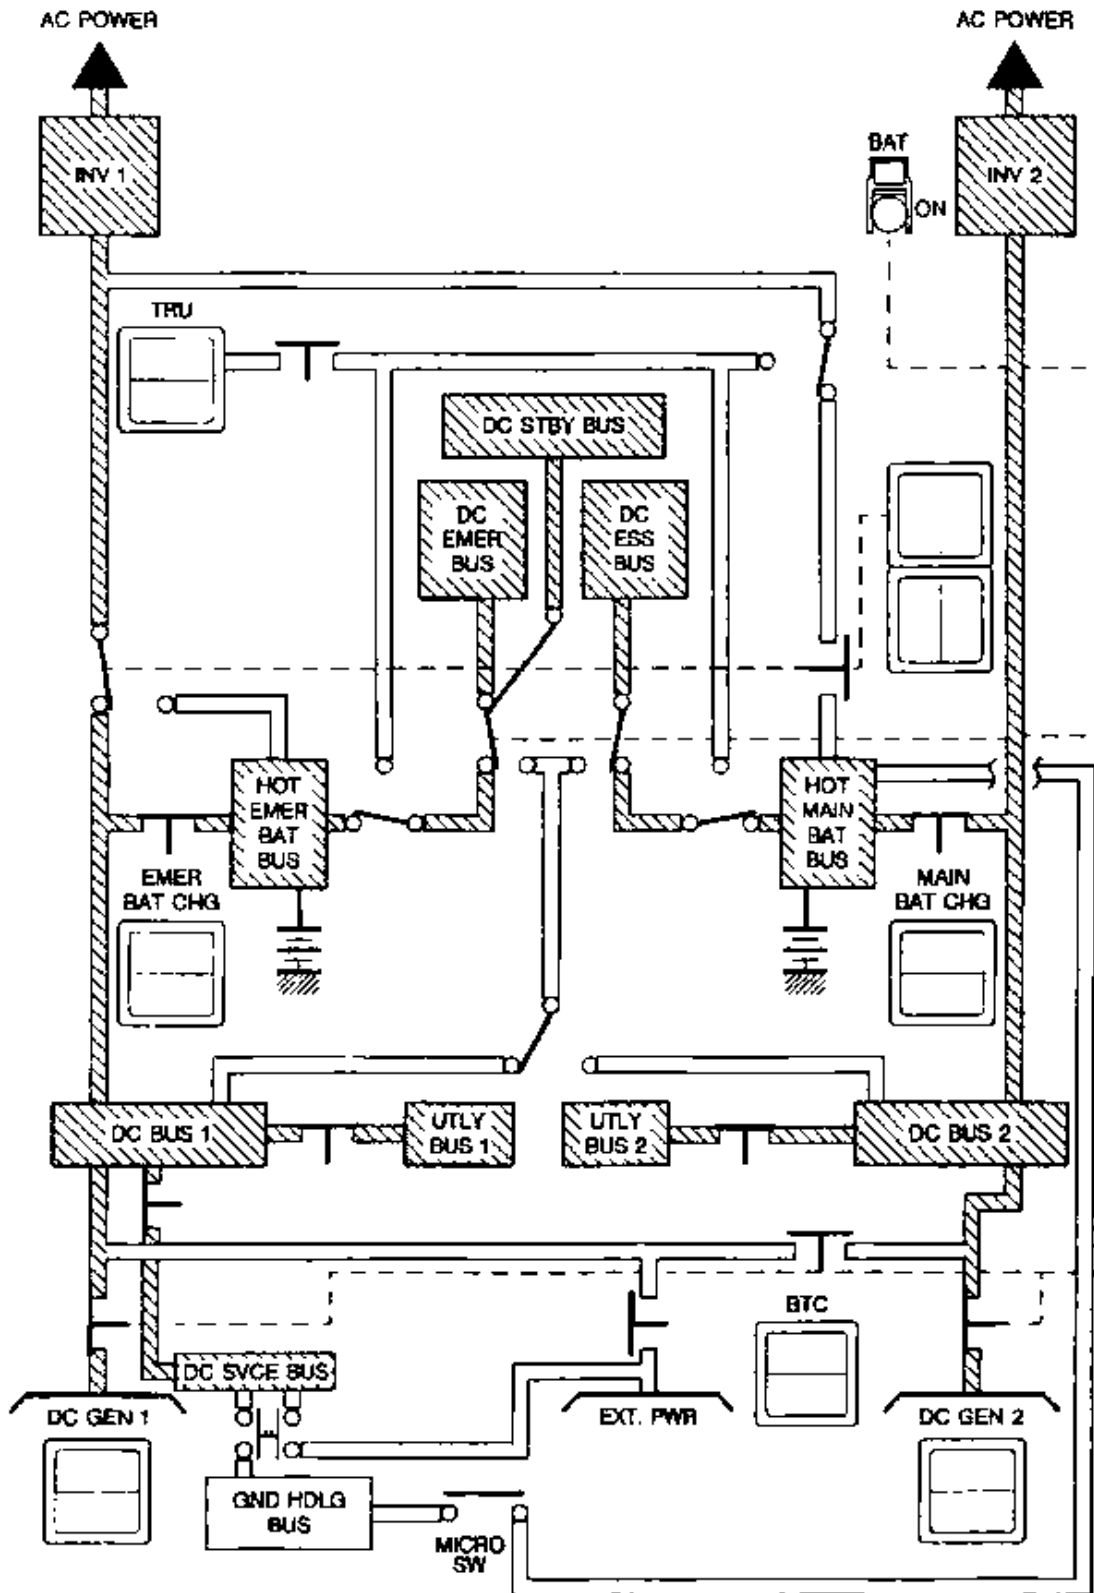 AC POWER
AC POWER
INV 1
BAT
ON
INV 2
TRU
DC STBY BUS
DC
EMER
BUS
DC
ESS
BUS
HOT
EMER
BAT
BUS
HOT
MAIN
BAT
BUS
EMER
BAT CHG
MAIN
BAT CHG
DC BUS 1
UTLY
BUS 1
UTLY
BUS 2
DC BUS 2
BTC
DC SVCE BUS
DC GEN 1
EXT. PWR
DC GEN 2
GND HDLG
BUS
MICRO
SW